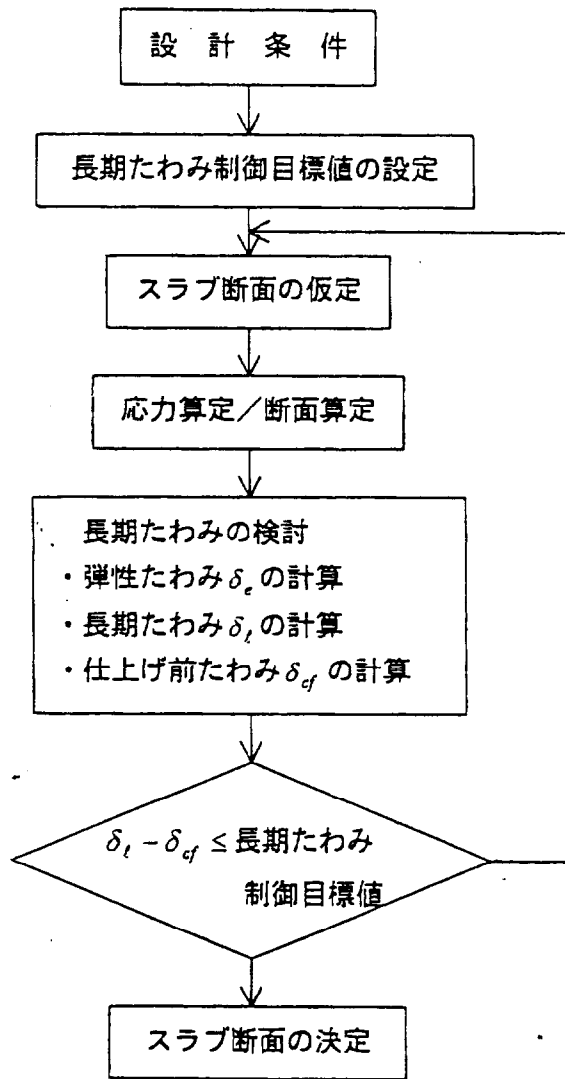 設 計 条 件
長期たわみ制御目標値の設定
スラブ断面の仮定
応力算定／断面算定
長期たわみの検討
・弾性たわみ δe の計算
・長期たわみ δℓ の計算
・仕上げ前たわみ δcf の計算
δℓ − δcf ≤ 長期たわみ
制御目標値
スラブ断面の決定